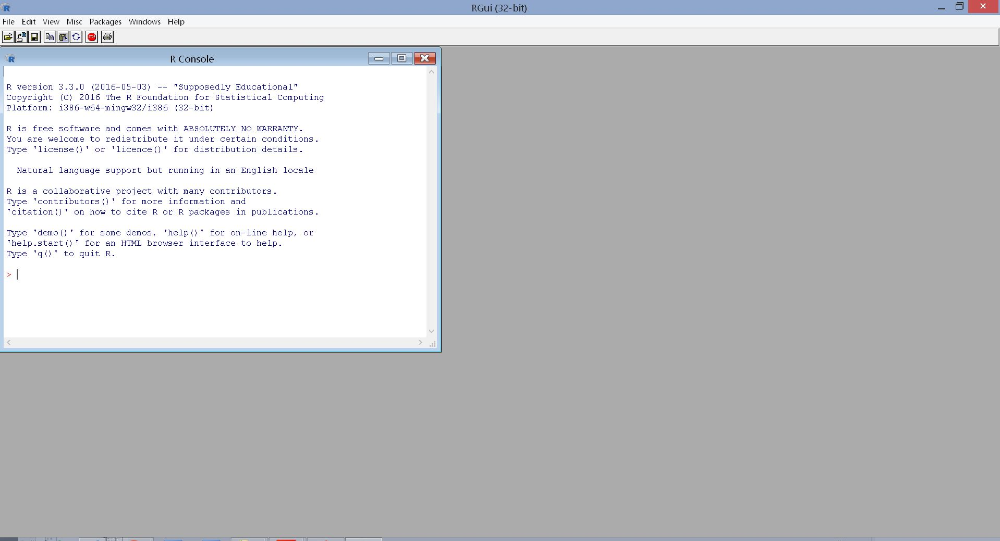 RGui (32-bit)
File Edit View Misc Packages Windows Help
STOP
R Console
R version 3.3.0 (2016-05-03) -- "Supposedly Educational"
Copyright (C) 2016 The R Foundation for Statistical Computing
Platform: i386-w64-mingw32/i386 (32-bit)
R is free software and comes with ABSOLUTELY NO WARRANTY.
You are welcome to redistribute it under certain conditions.
Type 'license()' or 'licence()' for distribution details.
Natural language support but running in an English locale
R is a collaborative project with many contributors.
Type 'contributors()' for more information and
'citation()' on how to cite R or R packages in publications.
Type 'demo()' for some demos, 'help()' for on-line help, or
'help.start()' for an HTML browser interface to help.
Type 'q()' to quit R.
>